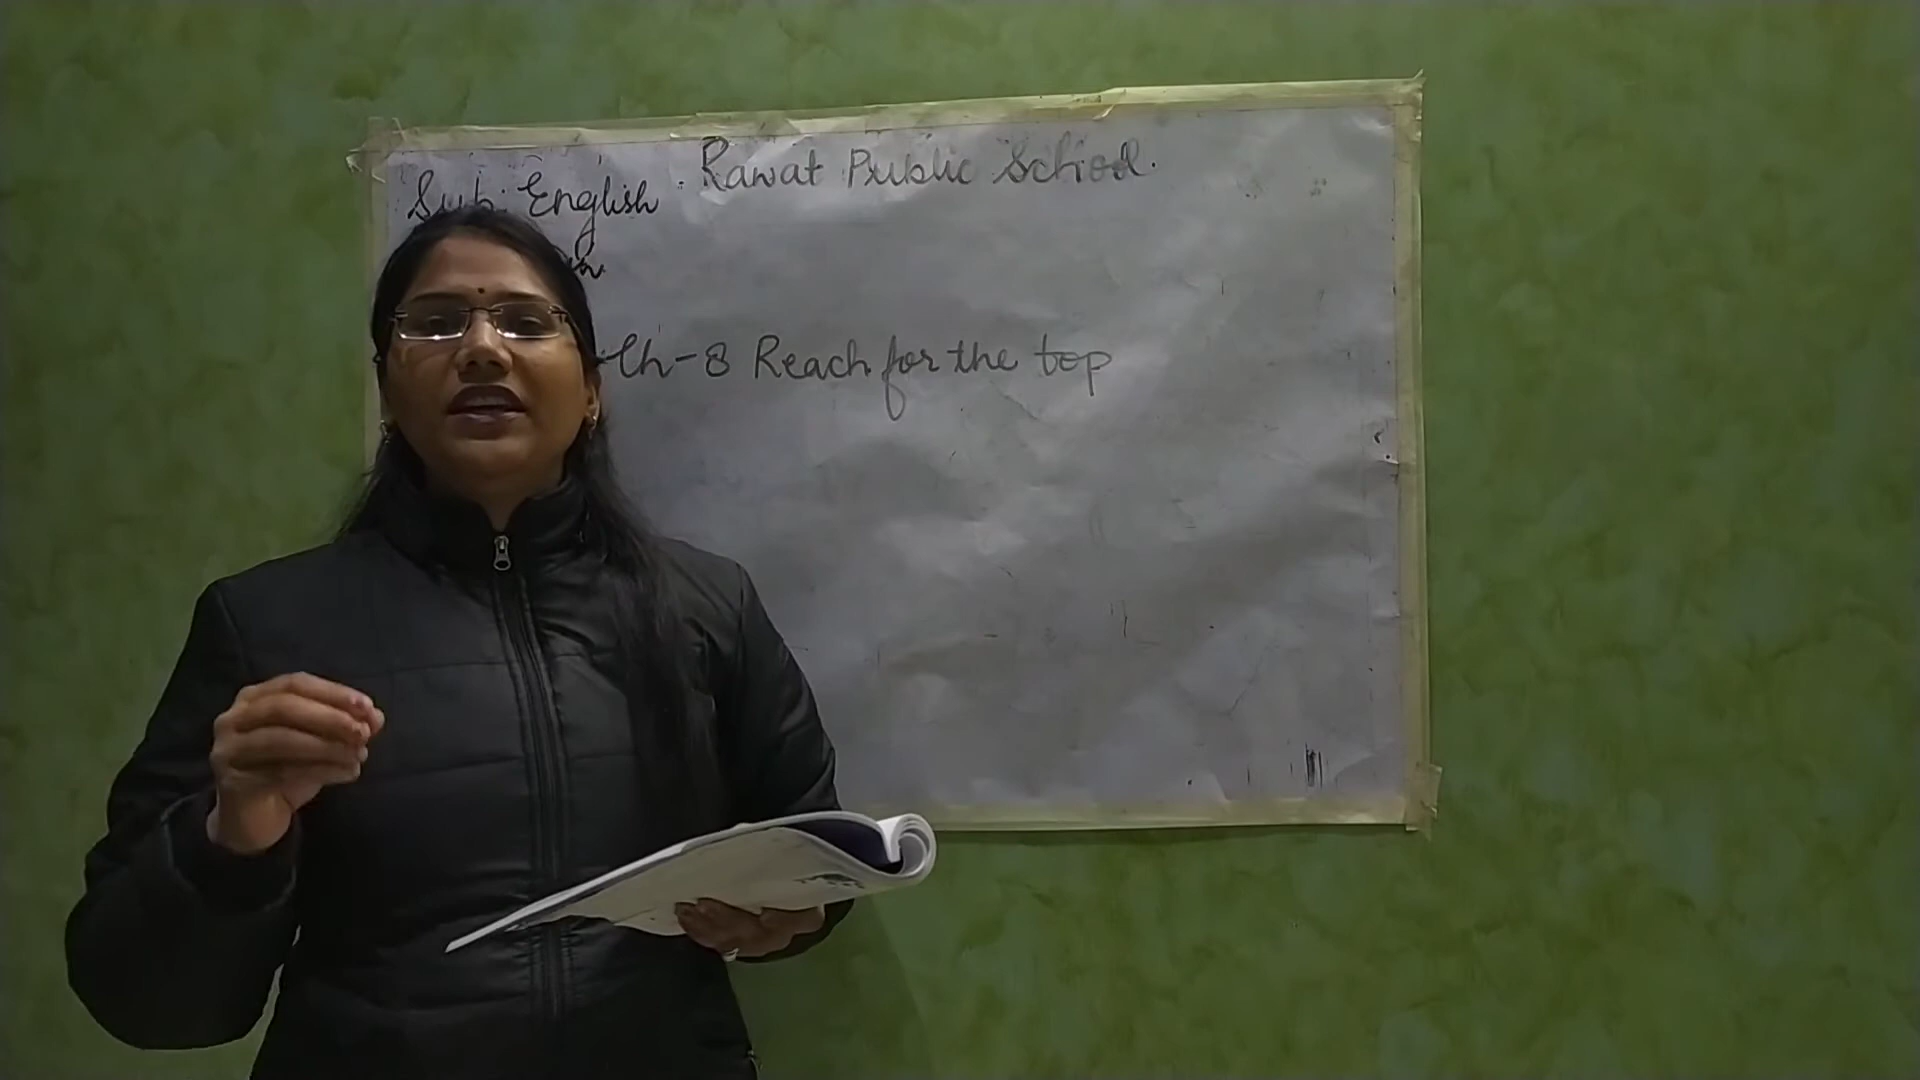 Rawat Public School.
Sub: English
Ch-8 Reach for the top